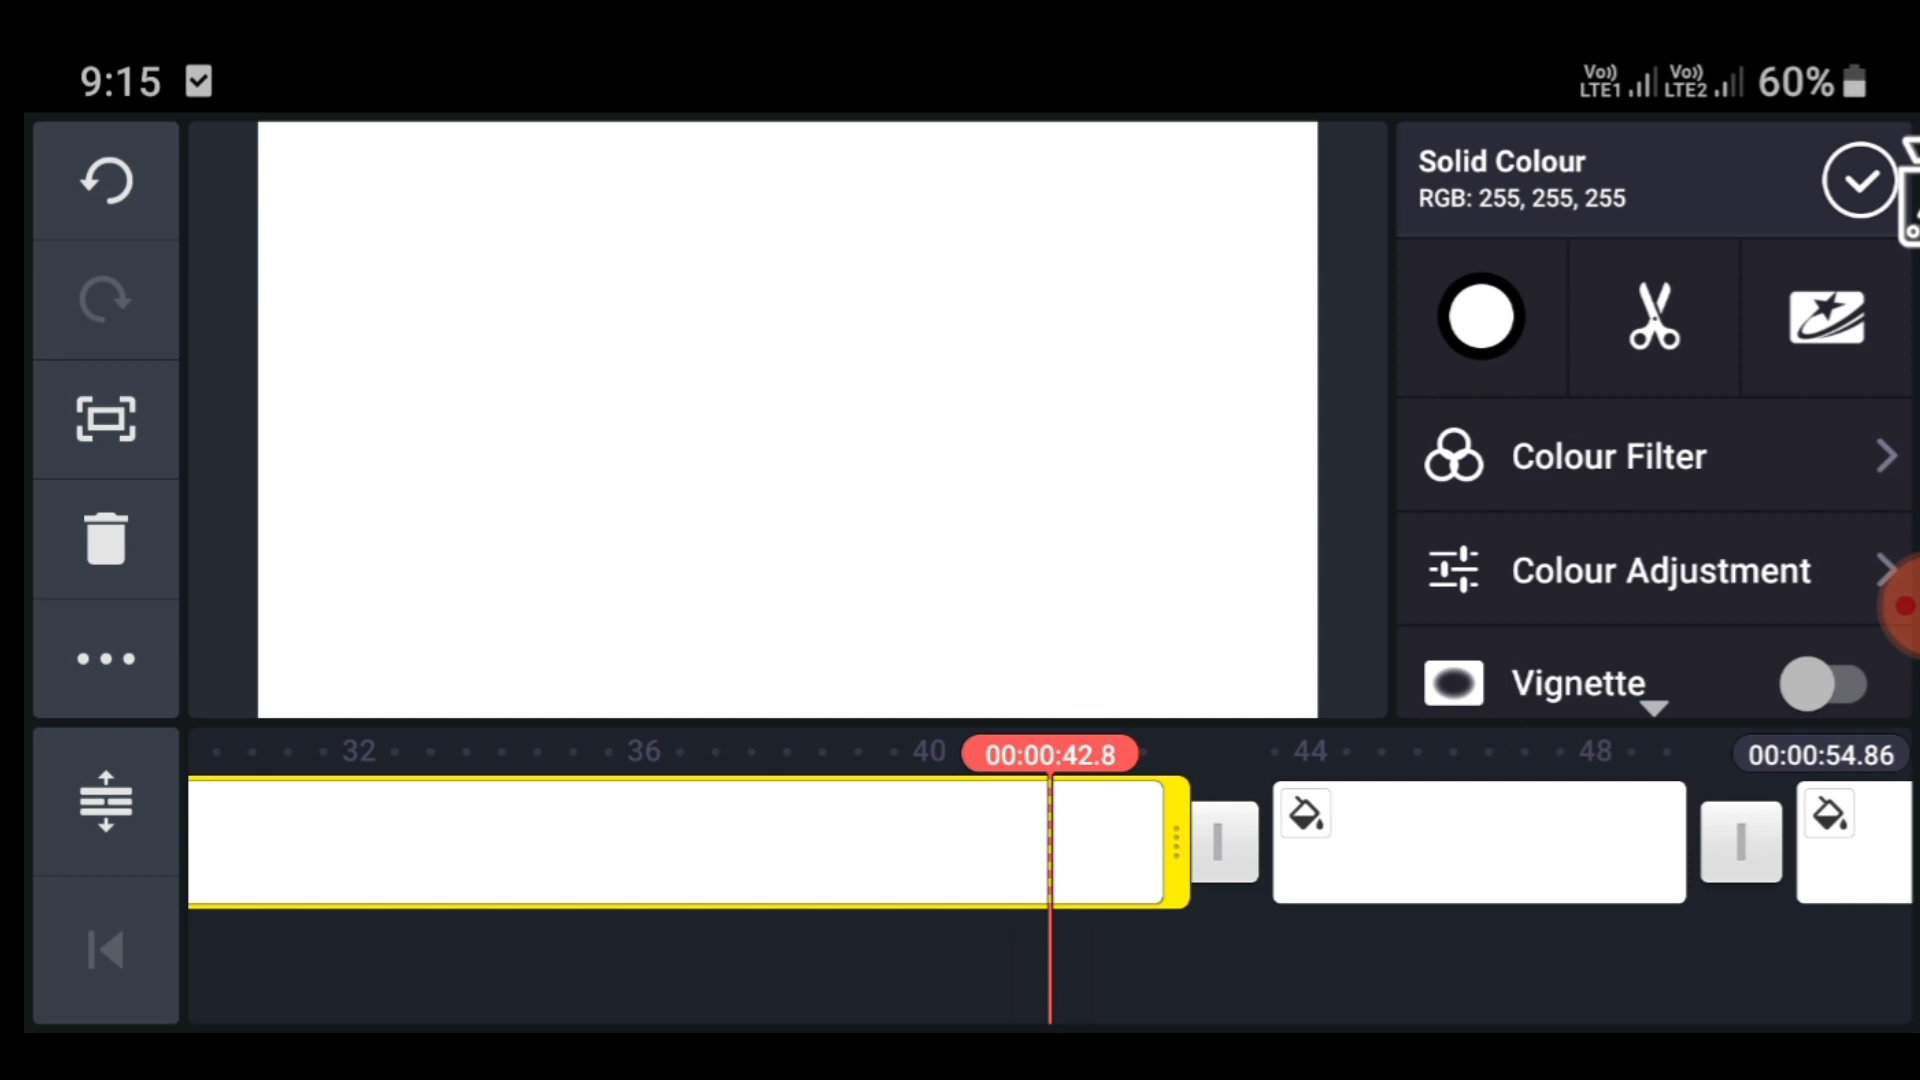 9:15
Vo)) LTE1 Vo)) LTE2 60%
Solid Colour
RGB: 255, 255, 255
Colour Filter
Colour Adjustment
Vignette
32 36 40 00:00:42.8 44 48 00:00:54.86